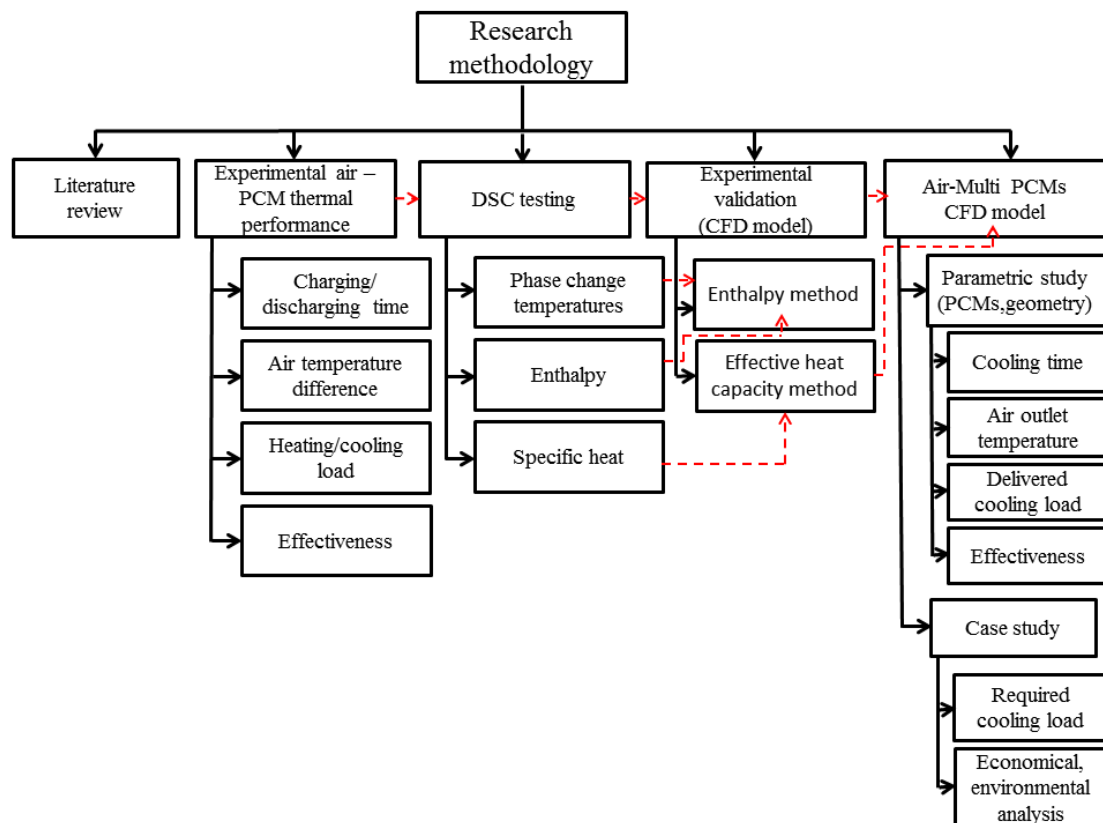 Research
methodology
Literature
review
Experimental air –
PCM thermal
performance
DSC testing
Experimental
validation
(CFD model)
Air-Multi PCMs
CFD model
Charging/
discharging time
Air temperature
difference
Heating/cooling
load
Effectiveness
Phase change
temperatures
Enthalpy
Specific heat
Enthalpy method
Effective heat
capacity method
Parametric study
(PCMs,geometry)
Cooling time
Air outlet
temperature
Delivered
cooling load
Effectiveness
Case study
Required
cooling load
Economical,
environmental
analysis